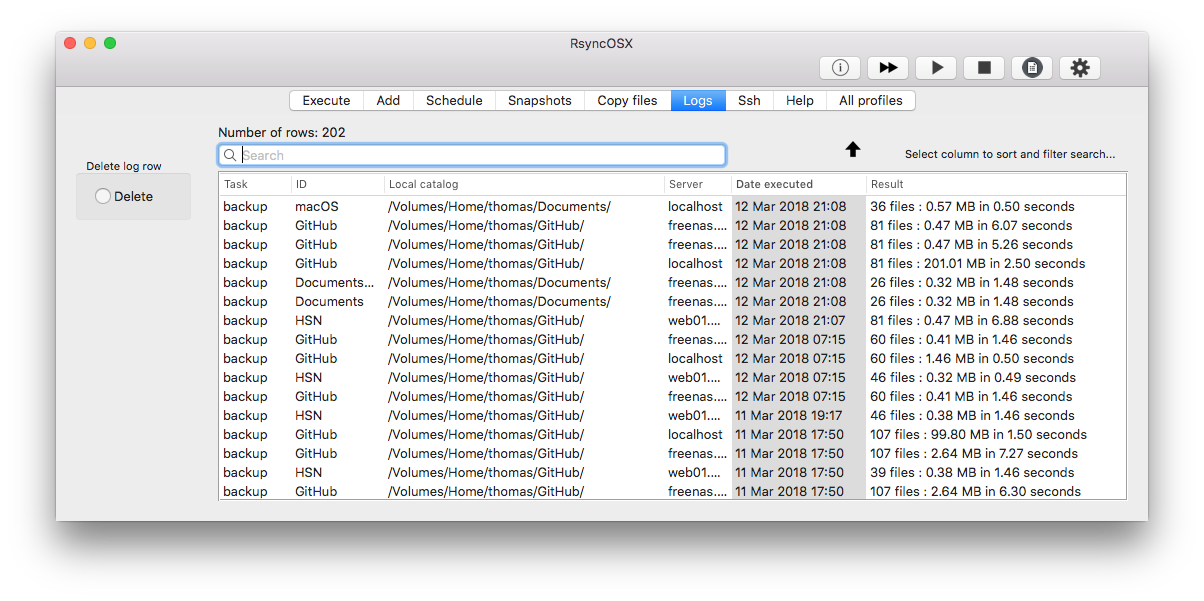 RsyncOSX
Execute Add Schedule Snapshots Copy files Logs Ssh Help All profiles
Number of rows: 202
Search
Select column to sort and filter search...
Delete log row
Delete
Task ID Local catalog Server Date executed Result
backup macOS /Volumes/Home/thomas/Documents/ localhost 12 Mar 2018 21:08 36 files : 0.57 MB in 0.50 seconds
backup GitHub /Volumes/Home/thomas/GitHub/ freenas.... 12 Mar 2018 21:08 81 files : 0.47 MB in 6.07 seconds
backup GitHub /Volumes/Home/thomas/GitHub/ freenas.... 12 Mar 2018 21:08 81 files : 0.47 MB in 5.26 seconds
backup GitHub /Volumes/Home/thomas/GitHub/ localhost 12 Mar 2018 21:08 81 files : 201.01 MB in 2.50 seconds
backup Documents... /Volumes/Home/thomas/Documents/ freenas.... 12 Mar 2018 21:08 26 files : 0.32 MB in 1.48 seconds
backup Documents /Volumes/Home/thomas/Documents/ freenas.... 12 Mar 2018 21:08 26 files : 0.32 MB in 1.48 seconds
backup HSN /Volumes/Home/thomas/GitHub/ web01.... 12 Mar 2018 21:07 81 files : 0.47 MB in 6.88 seconds
backup GitHub /Volumes/Home/thomas/GitHub/ freenas.... 12 Mar 2018 07:15 60 files : 0.41 MB in 1.46 seconds
backup GitHub /Volumes/Home/thomas/GitHub/ localhost 12 Mar 2018 07:15 60 files : 1.46 MB in 0.50 seconds
backup HSN /Volumes/Home/thomas/GitHub/ web01.... 12 Mar 2018 07:15 46 files : 0.32 MB in 0.49 seconds
backup GitHub /Volumes/Home/thomas/GitHub/ freenas.... 12 Mar 2018 07:15 60 files : 0.41 MB in 1.46 seconds
backup HSN /Volumes/Home/thomas/GitHub/ web01.... 11 Mar 2018 19:17 46 files : 0.38 MB in 1.46 seconds
backup GitHub /Volumes/Home/thomas/GitHub/ localhost 11 Mar 2018 17:50 107 files : 99.80 MB in 1.50 seconds
backup GitHub /Volumes/Home/thomas/GitHub/ freenas.... 11 Mar 2018 17:50 107 files : 2.64 MB in 7.27 seconds
backup HSN /Volumes/Home/thomas/GitHub/ web01.... 11 Mar 2018 17:50 39 files : 0.38 MB in 1.46 seconds
backup GitHub /Volumes/Home/thomas/GitHub/ freenas.... 11 Mar 2018 17:50 107 files : 2.64 MB in 6.30 seconds